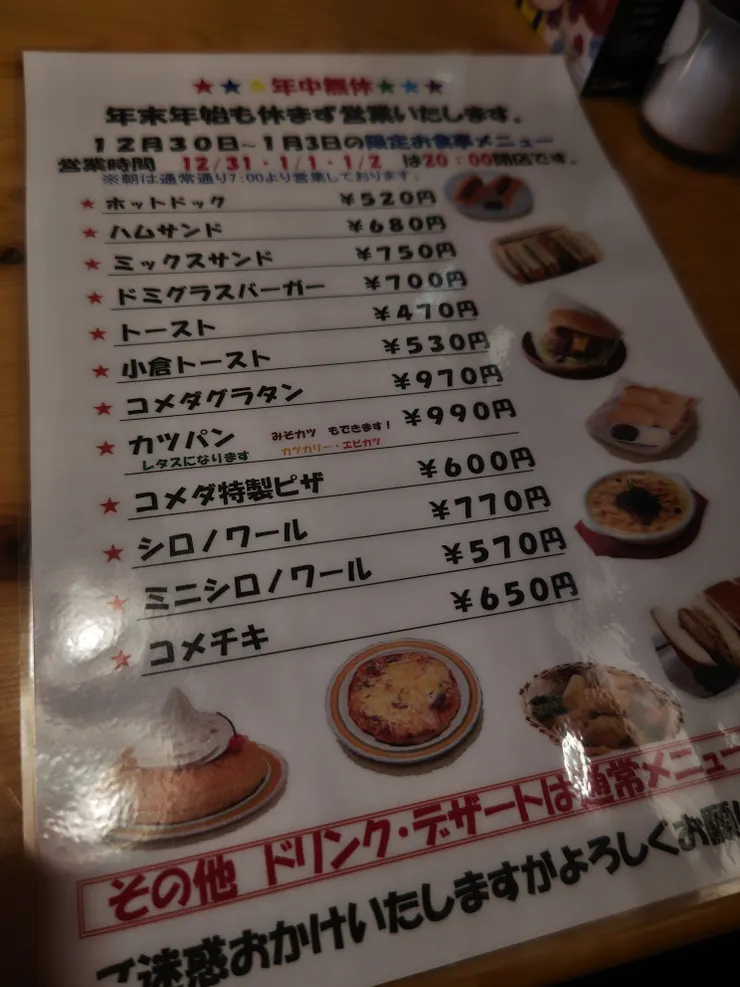 ★★★年中無休★★★
年末年始も休まず営業いたします。
12月30日~1月3日の限定お食事メニュー
営業時間 12/31・1/1・1/2 は20:00閉店です。
※朝は通常通り7:00より営業しております。
★ ホットドック ¥520円
★ ハムサンド ¥680円
★ ミックスサンド ¥750円
★ ドミグラスバーガー ¥700円
★ トースト ¥470円
★ 小倉トースト ¥530円
★ コメダグラタン ¥970円
★ カツパン みそカツ もできます! ¥990円
レタスになります カツカリー・エビカツ
★ コメダ特製ピザ ¥600円
★ シロノワール ¥770円
★ ミニシロノワール ¥570円
★ コメチキ ¥650円
その他 ドリンク・デザートは通常メニュー
ご迷惑おかけいたしますがよろしくお願い